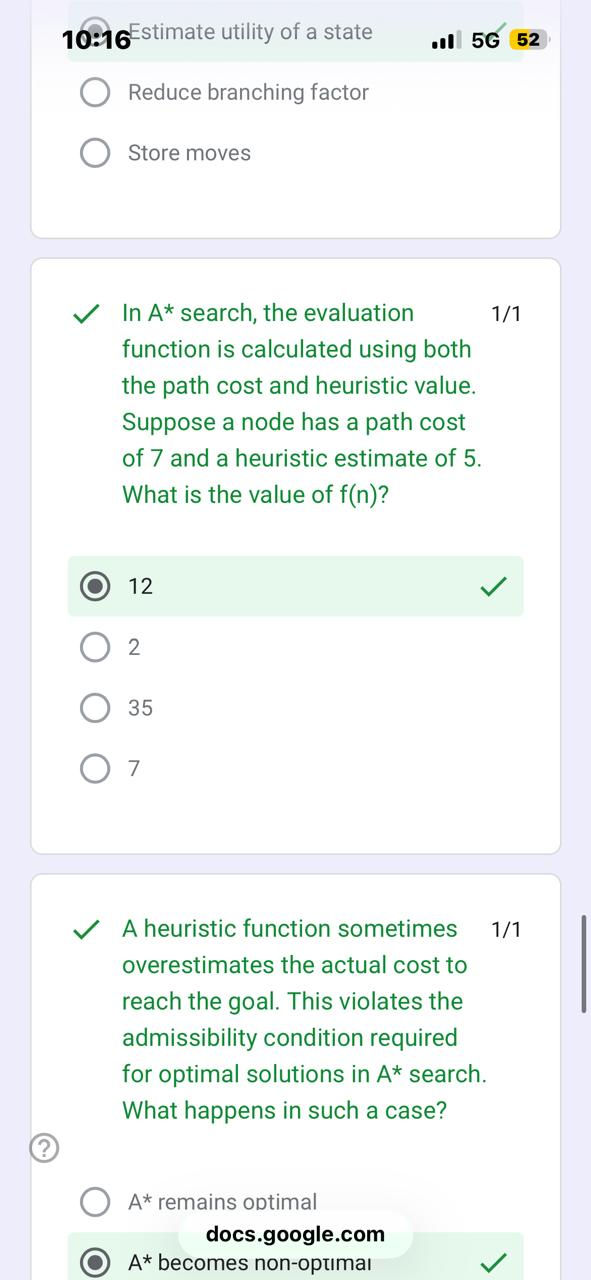 Estimate utility of a state
10:16
5G 52
Reduce branching factor
Store moves
In A* search, the evaluation 1/1
function is calculated using both
the path cost and heuristic value.
Suppose a node has a path cost
of 7 and a heuristic estimate of 5.
What is the value of f(n)?
12
2
35
7
A heuristic function sometimes 1/1
overestimates the actual cost to
reach the goal. This violates the
admissibility condition required
for optimal solutions in A* search.
What happens in such a case?
?
A* remains optimal
docs.google.com
A* becomes non-optimal